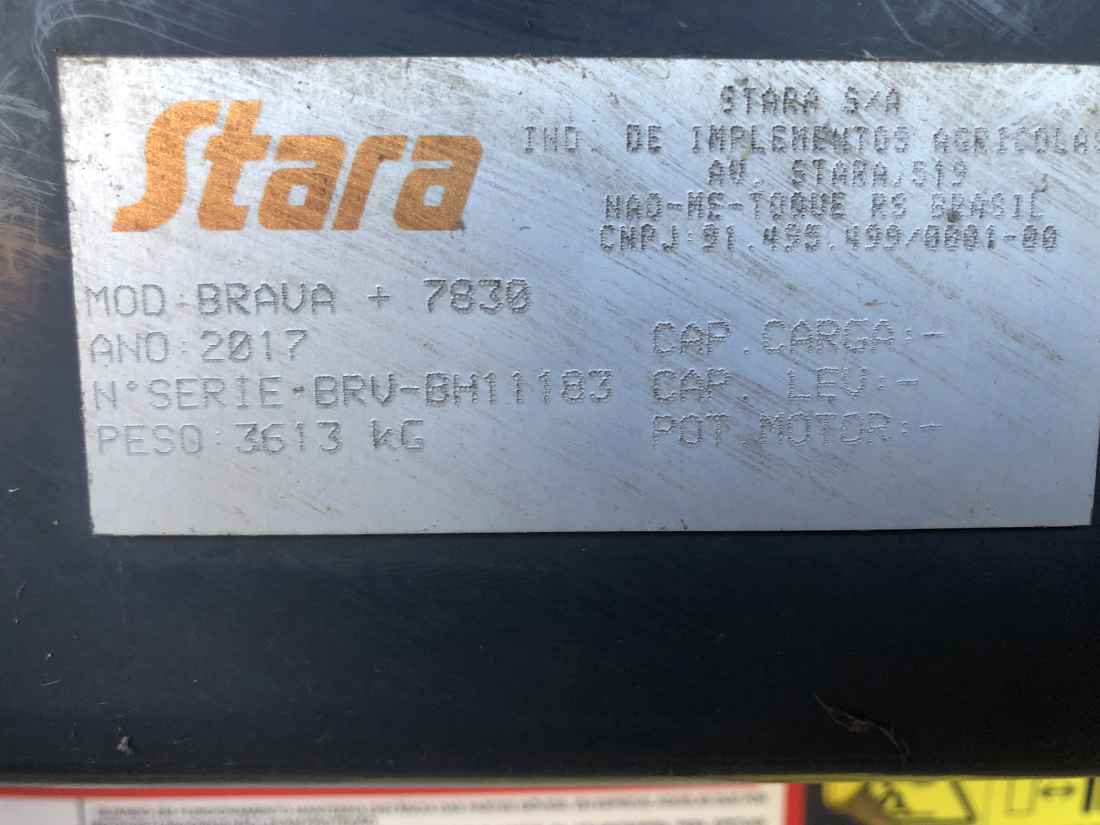 Stara
STARA S/A
IND. DE IMPLEMENTOS AGRICOLAS
AV. STARA,519
NAO-ME-TOQUE RS BRASIL
CNPJ:91.495.499/0001-00
MOD:BRAVA + 7830
ANO:2017
N°SERIE:BRV-BH11183
PESO:3613 KG
CAP.CARGA:-
CAP. LEV:-
POT.MOTOR:-